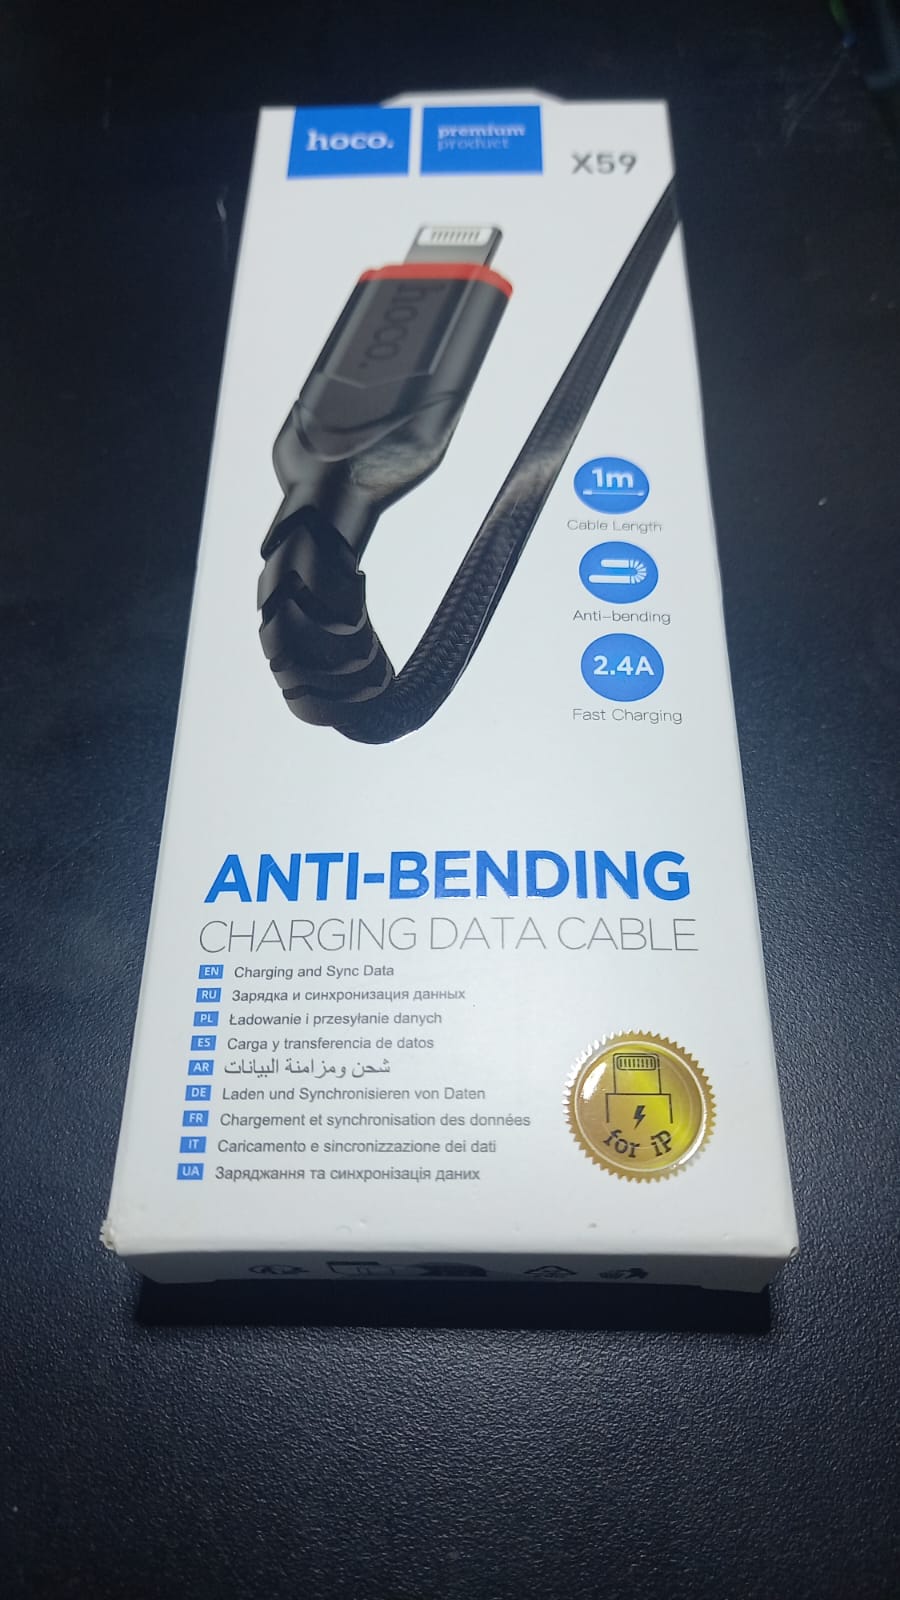 hoco.
premium
product
X59
hoco.
1m
Cable Length
Anti-bending
2.4A
Fast Charging
ANTI-BENDING
CHARGING DATA CABLE
EN Charging and Sync Data
RU Зарядка и синхронизация данных
PL Ładowanie i przesyłanie danych
ES Carga y transferencia de datos
AR شحن ومزامنة البيانات
DE Laden und Synchronisieren von Daten
FR Chargement et synchronisation des données
IT Caricamento e sincronizzazione dei dati
UA Заряджання та синхронізація даних
for iP